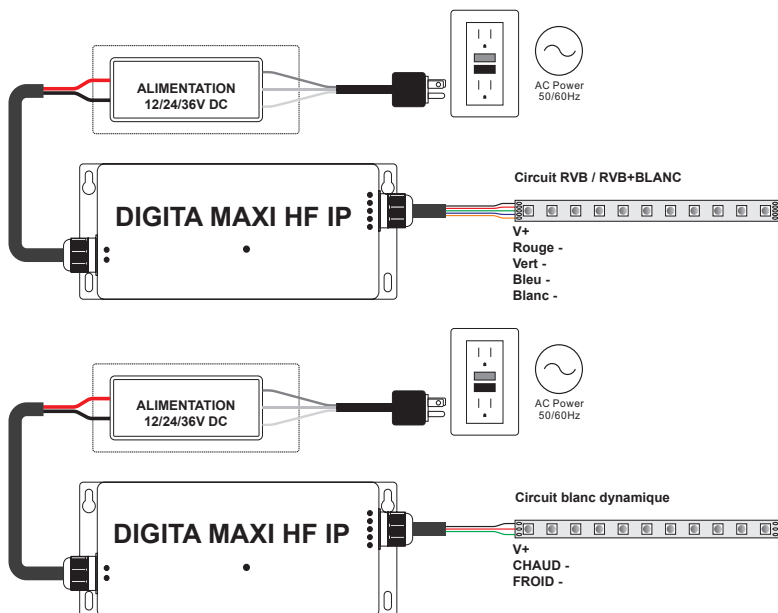 ALIMENTATION
12/24/36V DC
AC Power
50/60Hz
Circuit RVB / RVB+BLANC
DIGITA MAXI HF IP
V+
Rouge -
Vert -
Bleu -
Blanc -
ALIMENTATION
12/24/36V DC
AC Power
50/60Hz
Circuit blanc dynamique
DIGITA MAXI HF IP
V+
CHAUD -
FROID -